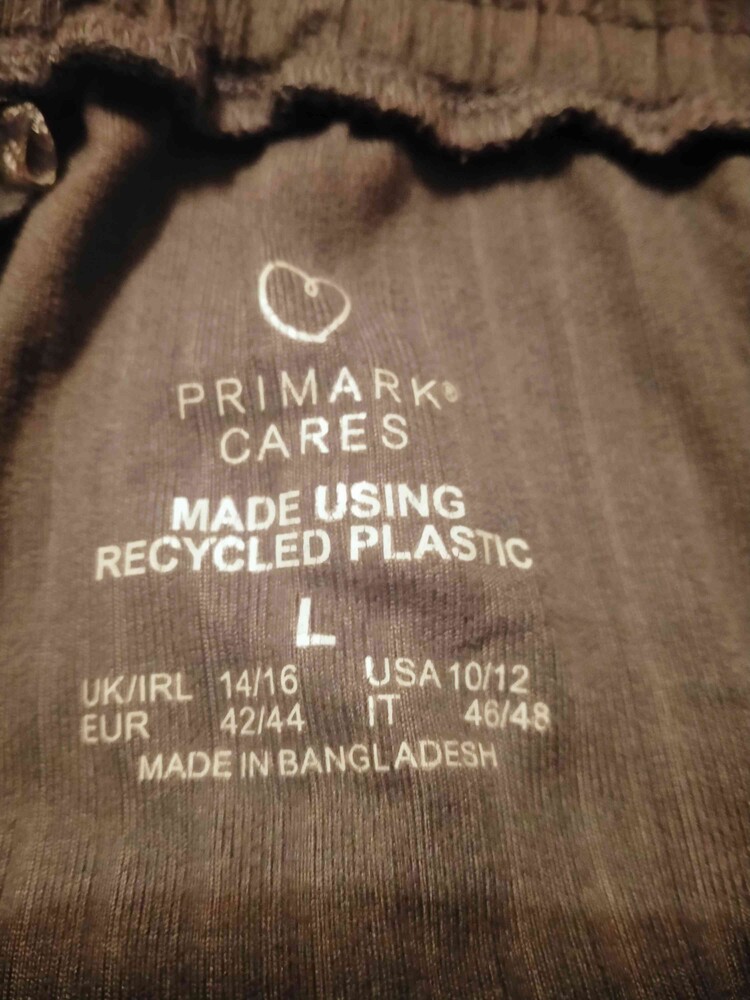 PRIMARK®
CARES
MADE USING
RECYCLED PLASTIC
L
UK/IRL 14/16 USA 10/12
EUR 42/44 IT 46/48
MADE IN BANGLADESH